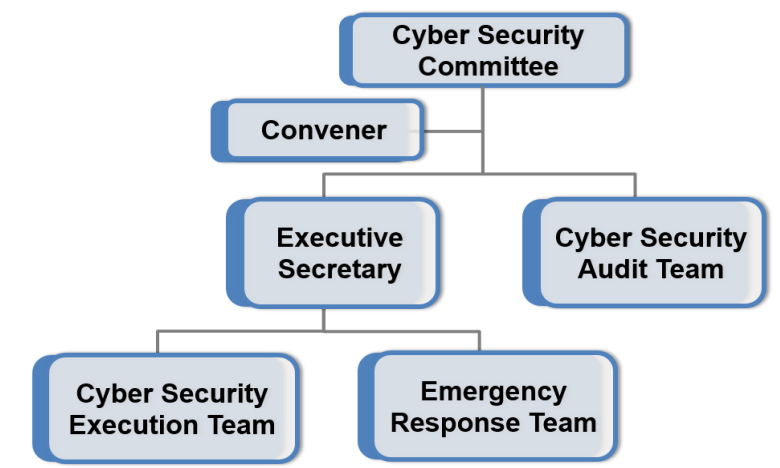 Cyber Security
Committee
Convener
Executive
Secretary
Cyber Security
Audit Team
Cyber Security
Execution Team
Emergency
Response Team